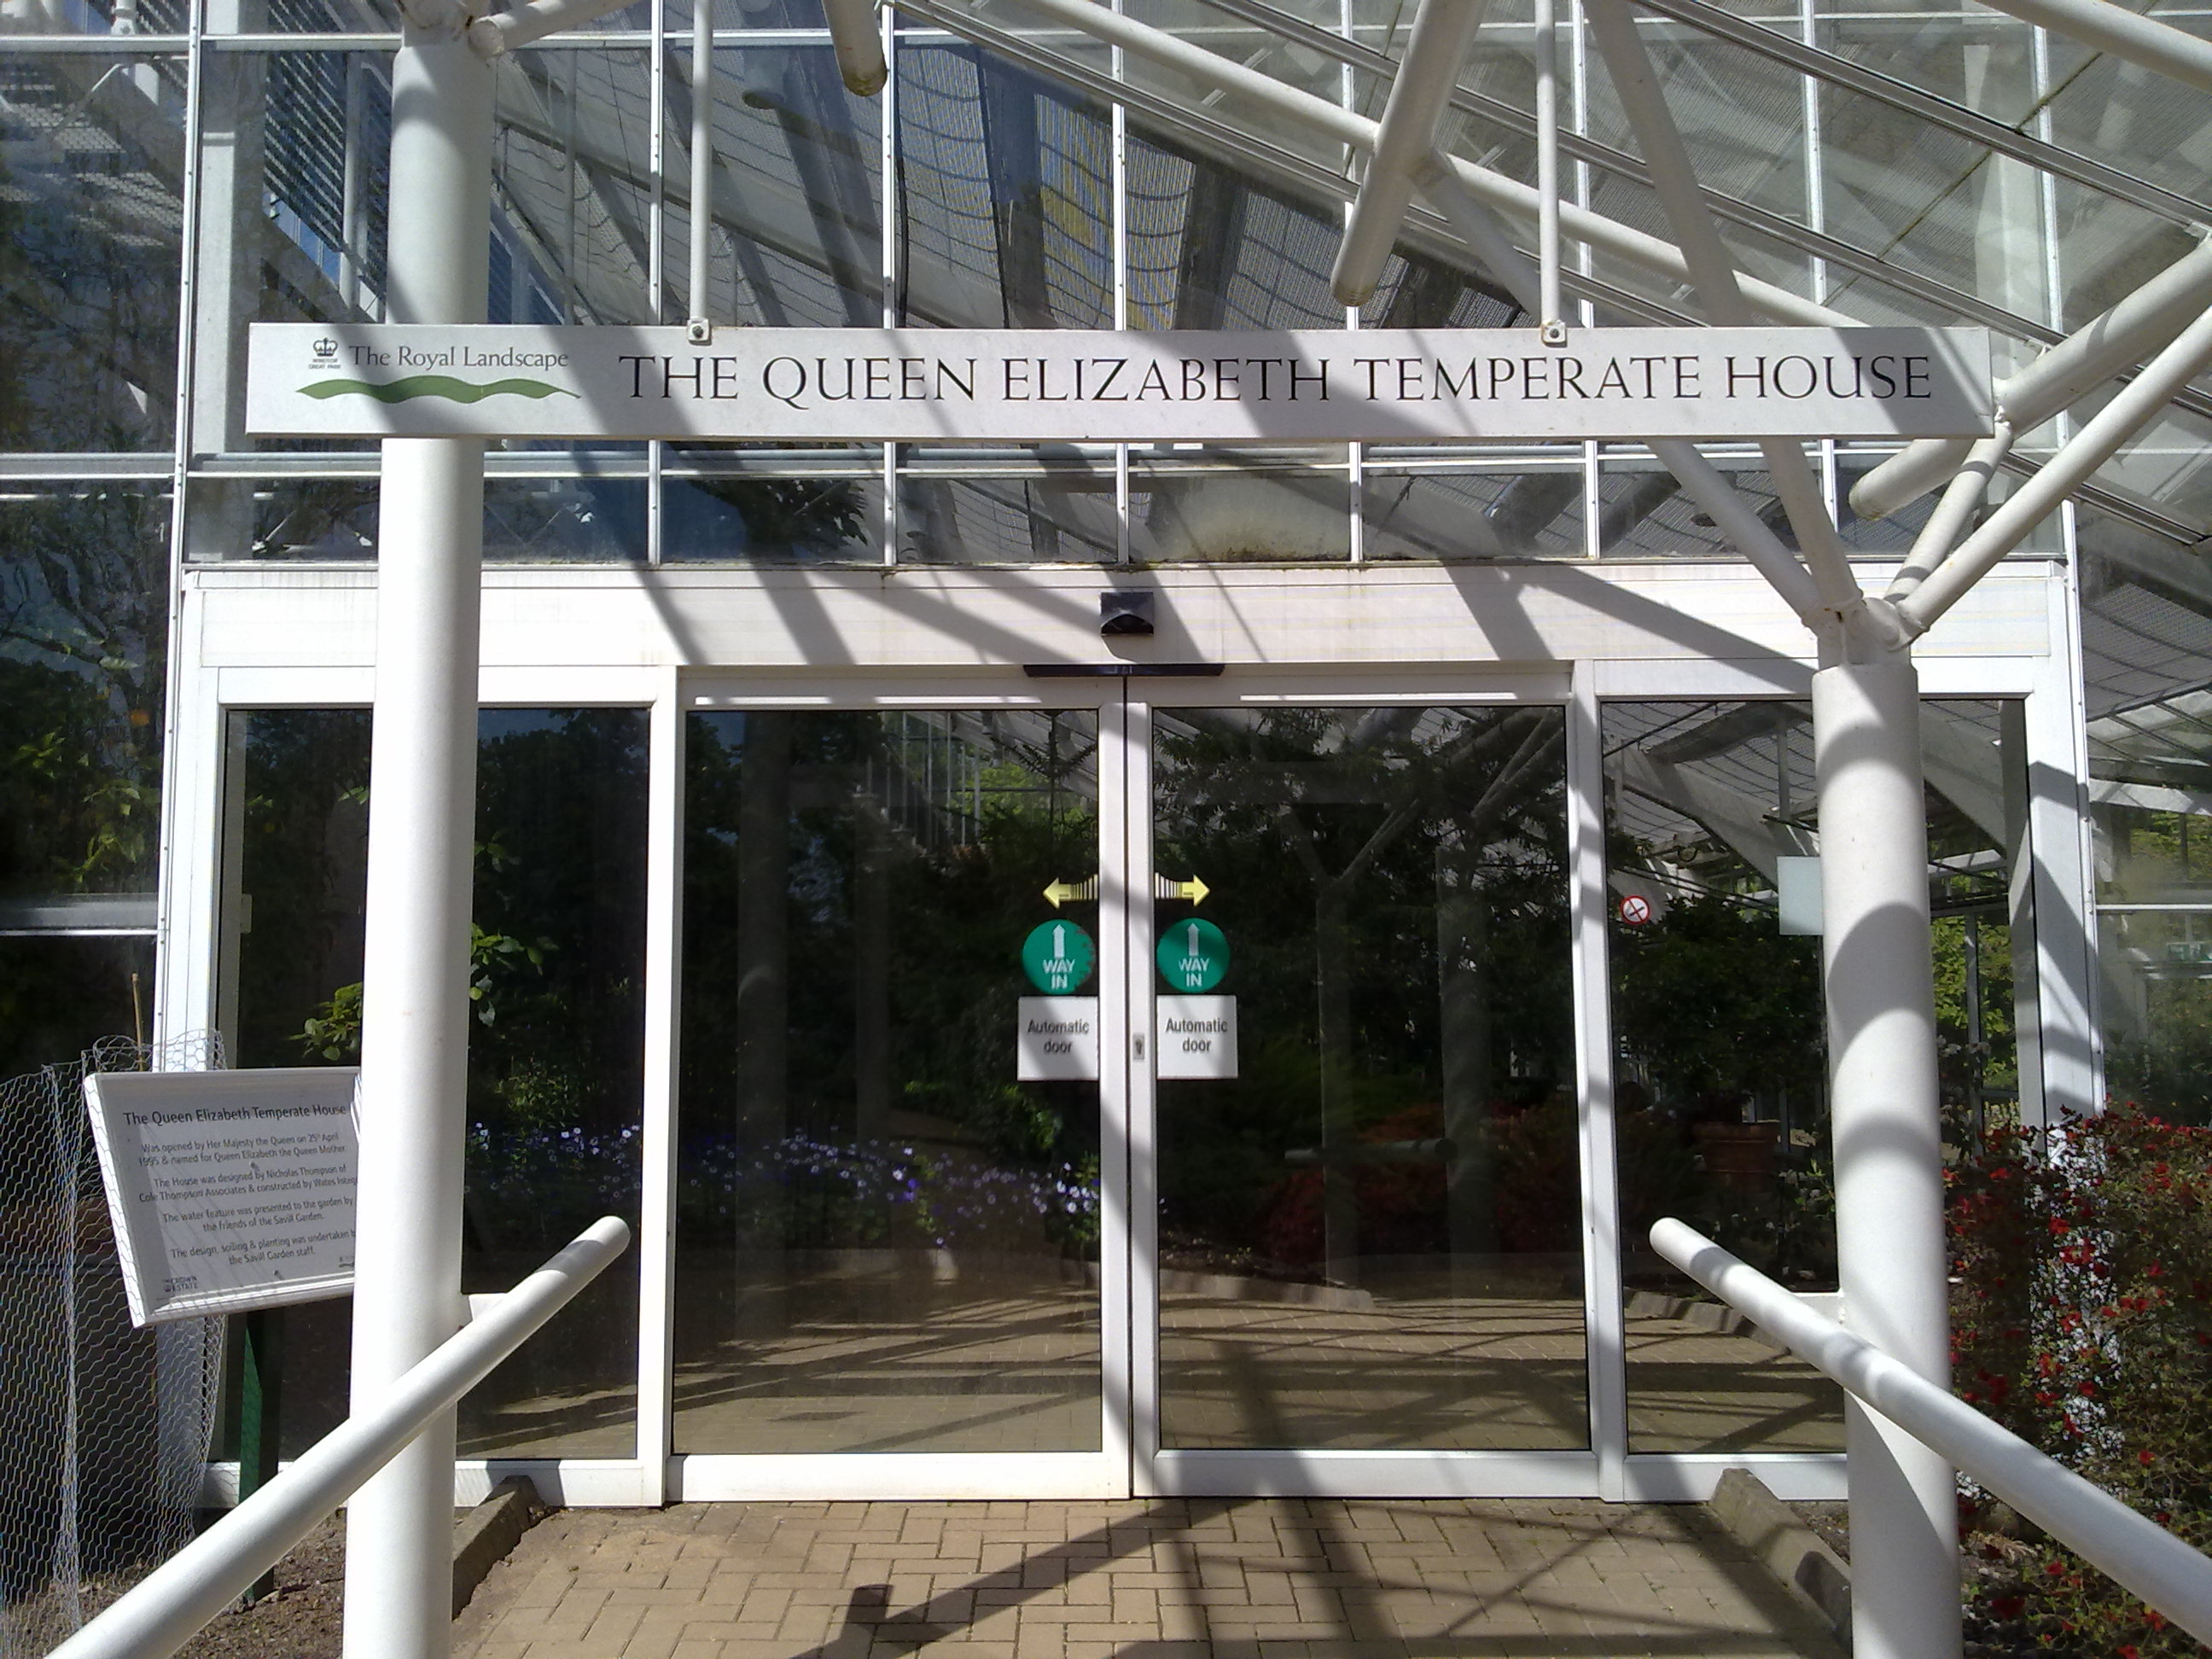 WINDSOR
GREAT PARK
The Royal Landscape
THE QUEEN ELIZABETH TEMPERATE HOUSE
WAY
IN
WAY
IN
Automatic
door
Automatic
door
The Queen Elizabeth Temperate House
Was opened by Her Majesty the Queen on 25th April
1995 & named for Queen Elizabeth the Queen Mother.
The House was designed by Nicholas Thompson of
Cole Thompson Associates & constructed by Wates
The water feature was presented to the garden by
the friends of the Savill Garden.
The design, soiling & planting was undertaken
the Savill Garden staff.
THE CROWN
ESTATE